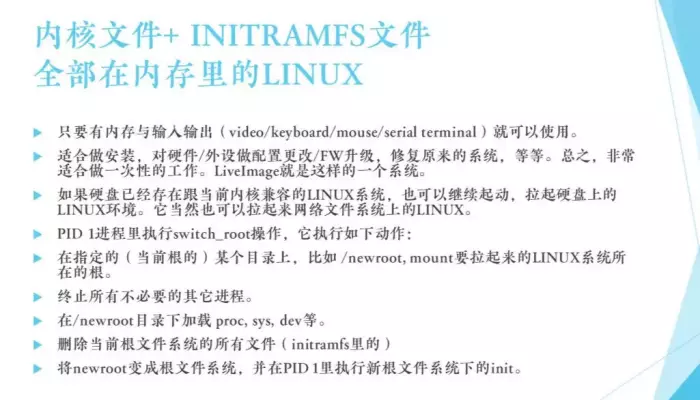 内核文件+ INITRAMFS文件
全部在内存里的LINUX
只要有内存与输入输出（video/keyboard/mouse/serial terminal）就可以使用。
适合做安装，对硬件/外设做配置更改/FW升级，修复原来的系统，等等。总之，非常
适合做一次性的工作。LiveImage就是这样的一个系统。
如果硬盘已经存在跟当前内核兼容的LINUX系统，也可以继续起动，拉起硬盘上的
LINUX环境。它当然也可以拉起来网络文件系统上的LINUX。
PID 1进程里执行switch_root操作，它执行如下动作：
在指定的（当前根的）某个目录上，比如 /newroot, mount要拉起来的LINUX系统所
在的根。
终止所有不必要的其它进程。
在/newroot目录下加载 proc, sys, dev等。
删除当前根文件系统的所有文件（initramfs里的）
将newroot变成根文件系统，并在PID 1里执行新根文件系统下的init。